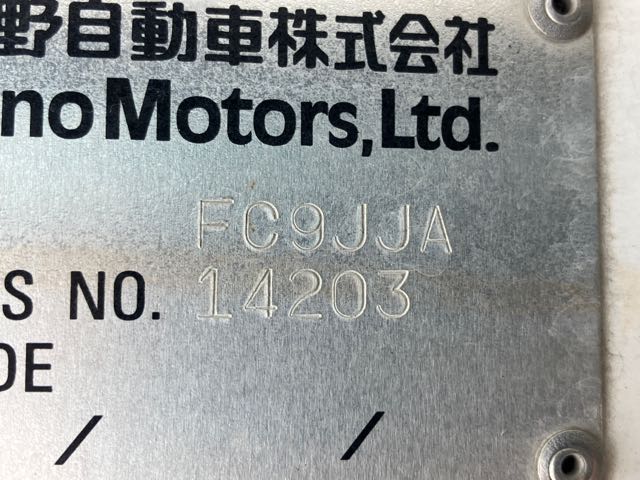 野自動車株式会社
no Motors, Ltd.
FC9JJA
S NO. 14203
DE
/ /